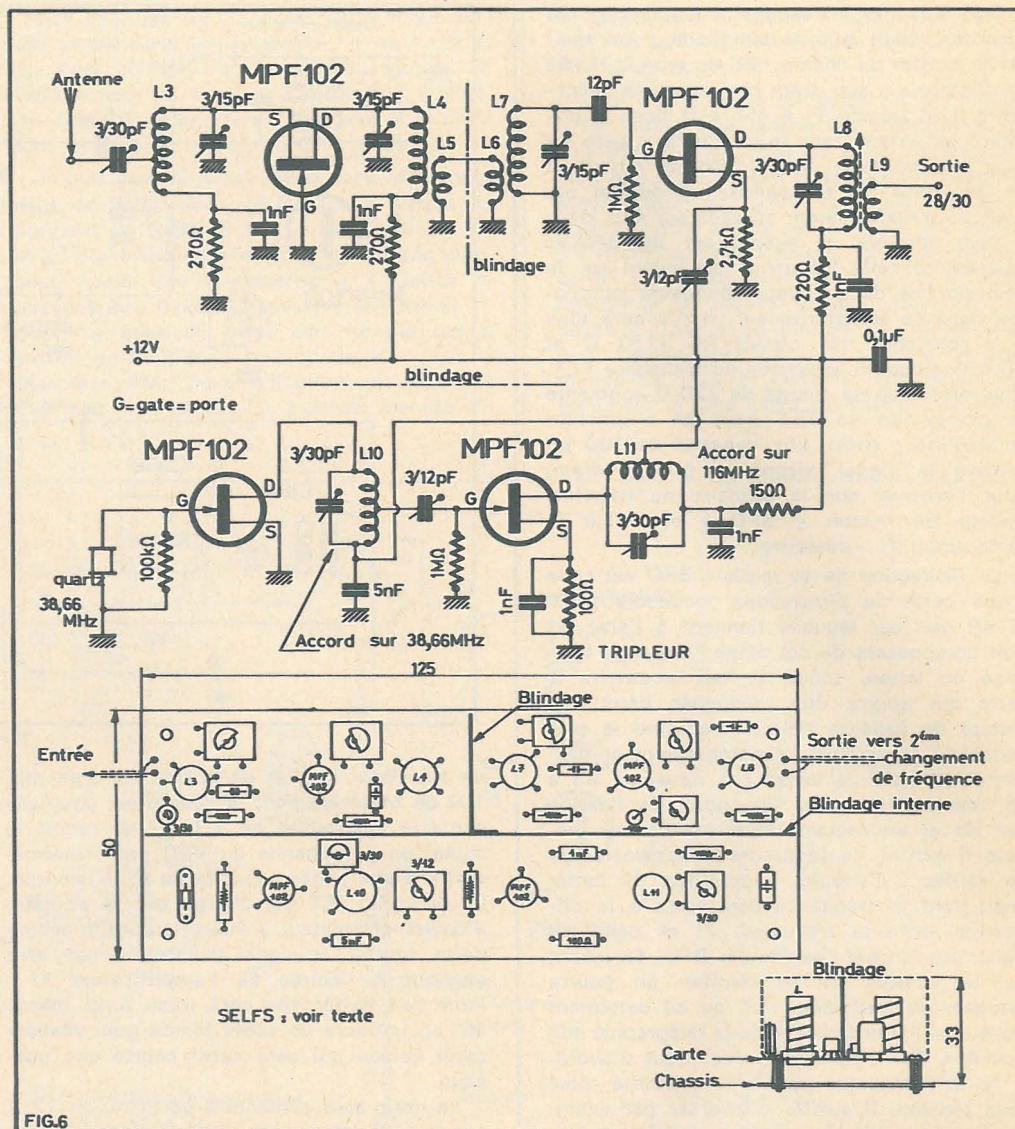 Antenne
L3
MPF102
3/30pF
3/15pF
S
D
G
3/15pF
L4
L5
L6
L7
12pF
MPF102
G
D
S
3/15pF
1MΩ
3/30pF
L8
L9
Sortie
28/30
1nF
270Ω
1nF
270Ω
blindage
3/12pF
2,7kΩ
220Ω
1nF
0,1µF
+12V
blindage
G=gate=porte
MPF102
3/30pF
L10
3/12pF
MPF102
L11
Accord sur
116MHz
150Ω
G
D
S
G
D
S
100kΩ
quartz
38,66
MHz
1MΩ
3/30pF
1nF
5nF
1nF
100Ω
Accord sur 38,66MHz
TRIPLEUR
125
Blindage
Entrée
L3
MPF
102
L4
L7
MPF
102
L8
Sortie vers 2ème
changement
de fréquence
3/30
Blindage interne
50
3/30
3/12
1nF
MPF
102
L10
MPF
102
L11
3/30
5nF
100Ω
SELFS : voir texte
Blindage
Carte
Chassis
33
FIG.6